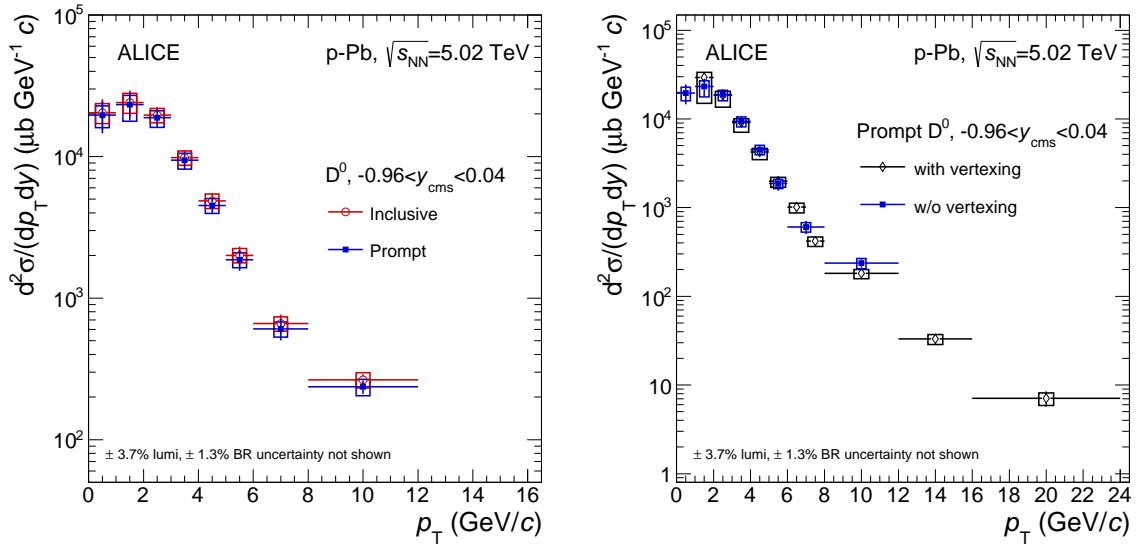 ALICE
p-Pb, √sNN=5.02 TeV
D0, -0.96<ycms<0.04
Inclusive
Prompt
± 3.7% lumi, ± 1.3% BR uncertainty not shown
d²σ/(dpT dy) (μb GeV⁻¹ c)
10⁵
10⁴
10³
10²
0 2 4 6 8 10 12 14 16
pT (GeV/c)
ALICE
p-Pb, √sNN=5.02 TeV
Prompt D0, -0.96<ycms<0.04
with vertexing
w/o vertexing
± 3.7% lumi, ± 1.3% BR uncertainty not shown
d²σ/(dpT dy) (μb GeV⁻¹ c)
10⁵
10⁴
10³
10²
10
1
0 2 4 6 8 10 12 14 16 18 20 22 24
pT (GeV/c)